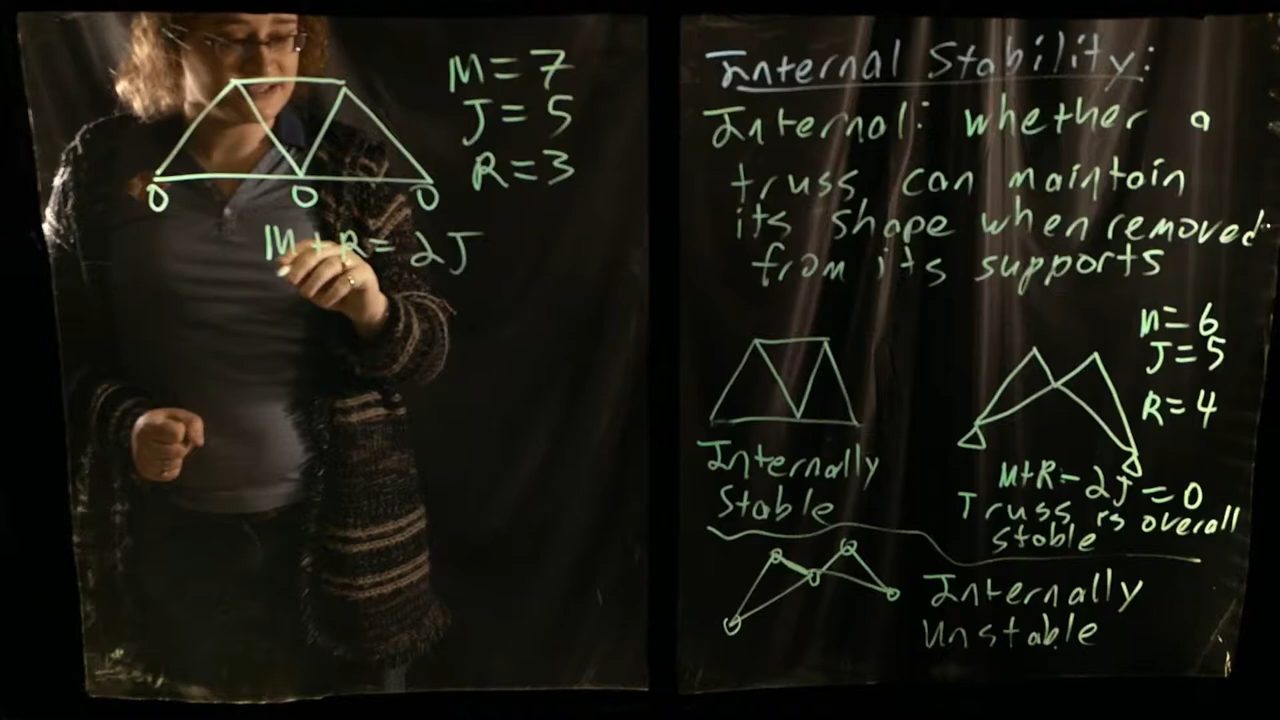 M = 7
J = 5
R = 3
M + R = 2J
Internal Stability:
Internal: whether a
truss can maintain
its shape when removed
from its supports
n = 6
J = 5
R = 4
Internally
Stable
M+R - 2J = 0
Truss is overall
stable
Internally
Unstable